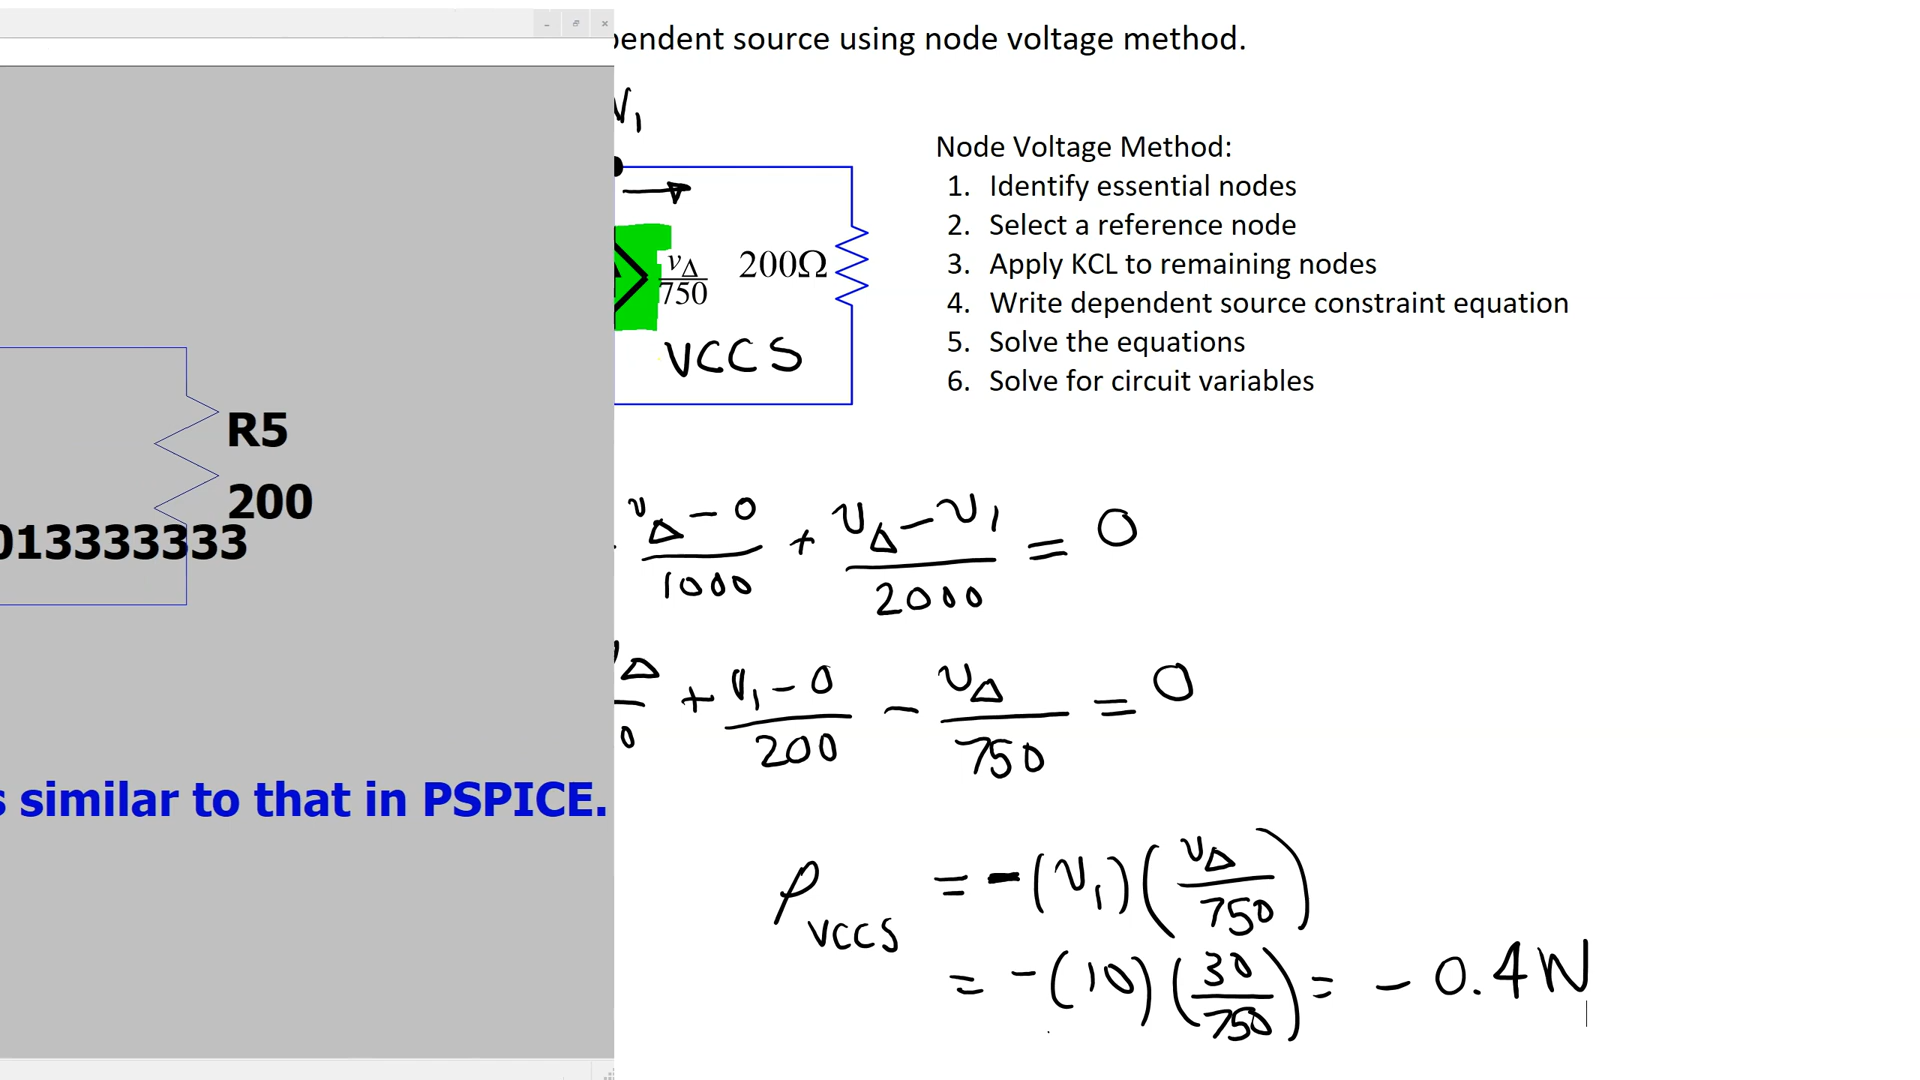 pendent source using node voltage method.
V₁
Node Voltage Method:
1. Identify essential nodes
2. Select a reference node
3. Apply KCL to remaining nodes
4. Write dependent source constraint equation
5. Solve the equations
6. Solve for circuit variables
vΔ/750
200Ω
VCCS
R5
200
013333333
(vΔ - 0)/1000 + (vΔ - v₁)/2000 = 0
+ (v₁ - 0)/200 - vΔ/750 = 0
s similar to that in PSPICE.
P_VCCS = -(v₁)(vΔ/750)
= -(10)(30/750) = -0.4W